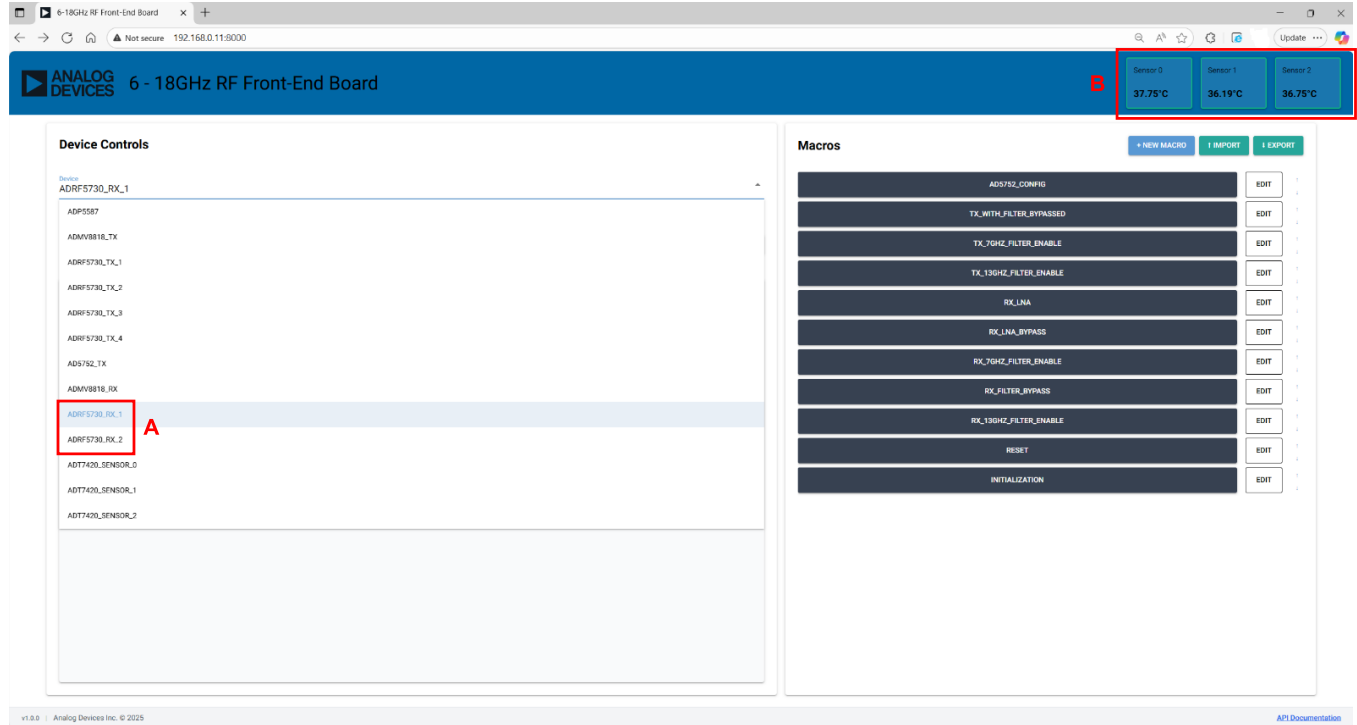 6-18GHz RF Front-End Board
Not secure 192.168.0.11:8000
Update
ANALOG
DEVICES
6 - 18GHz RF Front-End Board
B
Sensor 0
37.75°C
Sensor 1
36.19°C
Sensor 2
36.75°C
Device Controls
Device
ADRF5730_RX_1
ADP5587
ADMV8818_TX
ADRF5730_TX_1
ADRF5730_TX_2
ADRF5730_TX_3
ADRF5730_TX_4
AD5752_TX
ADMV8818_RX
ADRF5730_RX_1
A
ADRF5730_RX_2
ADT7420_SENSOR_0
ADT7420_SENSOR_1
ADT7420_SENSOR_2
Macros
+ NEW MACRO
↑ IMPORT
↓ EXPORT
AD5752_CONFIG EDIT
TX_WITH_FILTER_BYPASSED EDIT
TX_7GHZ_FILTER_ENABLE EDIT
TX_13GHZ_FILTER_ENABLE EDIT
RX_LNA EDIT
RX_LNA_BYPASS EDIT
RX_7GHZ_FILTER_ENABLE EDIT
RX_FILTER_BYPASS EDIT
RX_13GHZ_FILTER_ENABLE EDIT
RESET EDIT
INITIALIZATION EDIT
v1.0.0 | Analog Devices Inc. © 2025
API Documentation